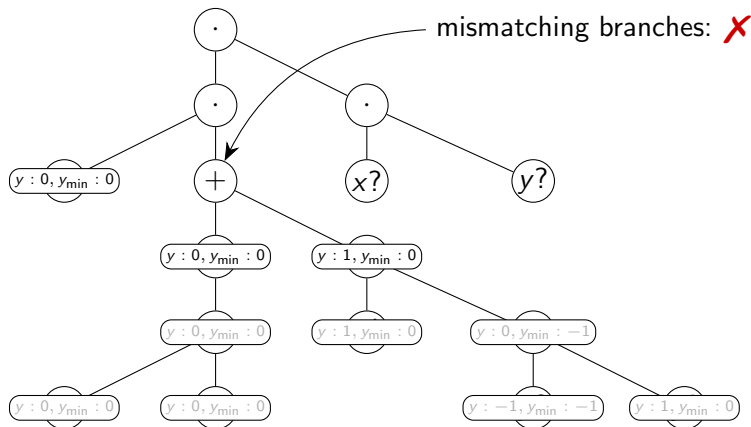 ·
mismatching branches: ✗
· ·
y : 0, y_min : 0
+ x? y?
y : 0, y_min : 0
y : 1, y_min : 0
y : 0, y_min : 0
y : 1, y_min : 0
y : 0, y_min : −1
y : 0, y_min : 0
y : 0, y_min : 0
y : −1, y_min : −1
y : 1, y_min : 0